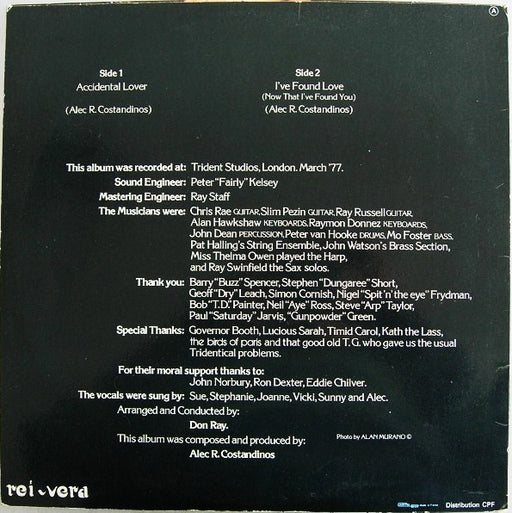 A
Side 1
Accidental Lover
(Alec R. Costandinos)
Side 2
I've Found Love
(Now That I've Found You)
(Alec R. Costandinos)
This album was recorded at: Trident Studios, London. March '77.
Sound Engineer: Peter "Fairly" Kelsey
Mastering Engineer: Ray Staff
The Musicians were: Chris Rae GUITAR, Slim Pezin GUITAR, Ray Russell GUITAR,
Alan Hawkshaw KEYBOARDS, Raymon Donnez KEYBOARDS,
John Dean PERCUSSION, Peter van Hooke DRUMS, Mo Foster BASS,
Pat Halling's String Ensemble, John Watson's Brass Section,
Miss Thelma Owen played the Harp,
and Ray Swinfield the Sax solos.
Thank you: Barry "Buzz" Spencer, Stephen "Dungaree" Short,
Geoff "Dry" Leach, Simon Cornish, Nigel "Spit 'n' the eye" Frydman,
Bob "T.D." Painter, Neil "Aye" Ross, Steve "Arp" Taylor,
Paul "Saturday" Jarvis, "Gunpowder" Green.
Special Thanks: Governor Booth, Lucious Sarah, Timid Carol, Kath the Lass,
the birds of paris and that good old T. G. who gave us the usual
Tridentical problems.
For their moral support thanks to:
John Norbury, Ron Dexter, Eddie Chilver.
The vocals were sung by: Sue, Stephanie, Joanne, Vicki, Sunny and Alec.
Arranged and Conducted by:
Don Ray.
This album was composed and produced by:
Alec R. Costandinos
Photo by ALAN MURANO ©
rei-verd
Distribution CPF